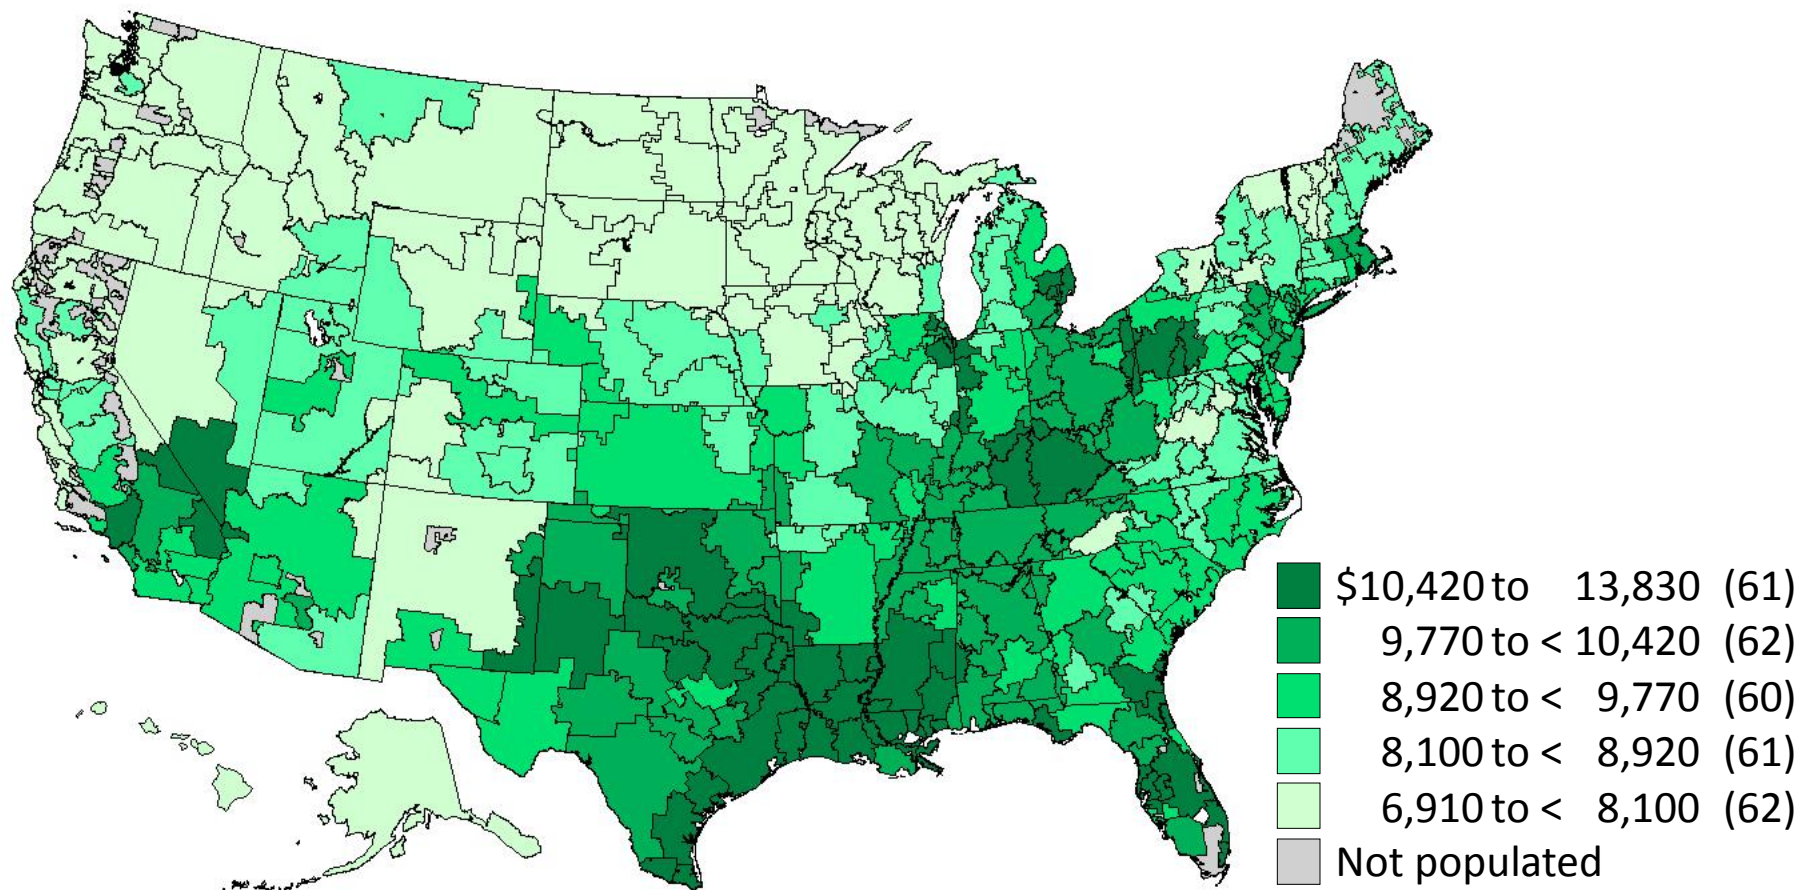 $10,420 to 13,830 (61)
9,770 to < 10,420 (62)
8,920 to < 9,770 (60)
8,100 to < 8,920 (61)
6,910 to < 8,100 (62)
Not populated